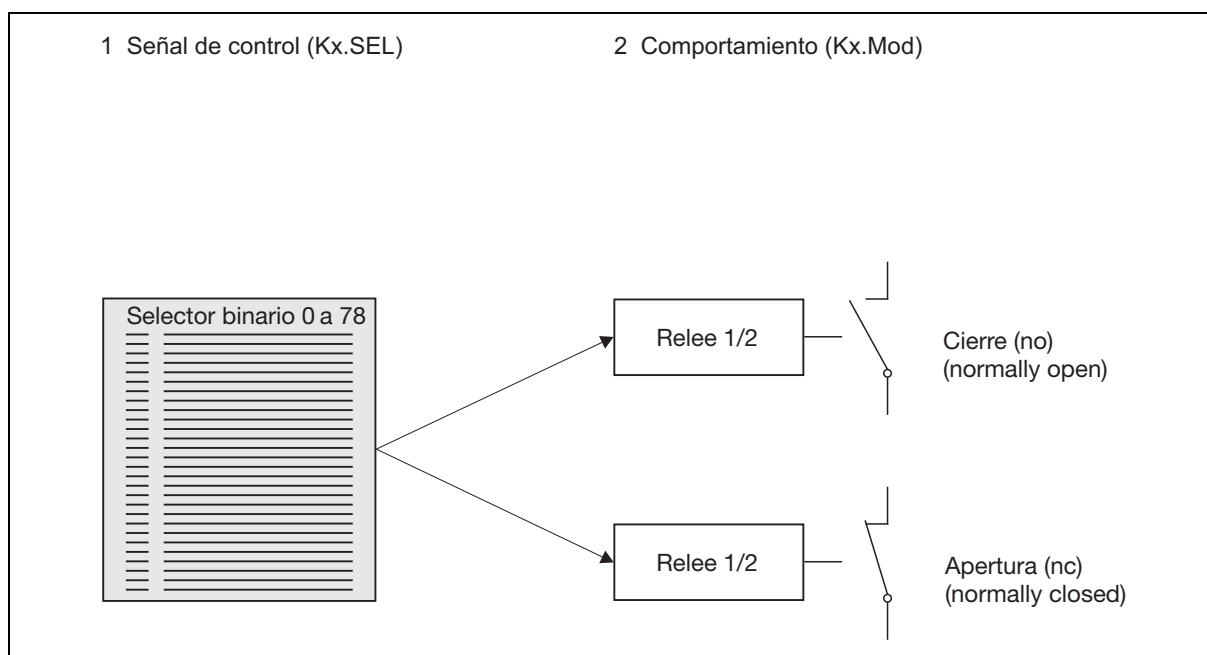 1 Señal de control (Kx.SEL)
2 Comportamiento (Kx.Mod)
Selector binario 0 a 78
Relee 1/2
Cierre (no)
(normally open)
Relee 1/2
Apertura (nc)
(normally closed)